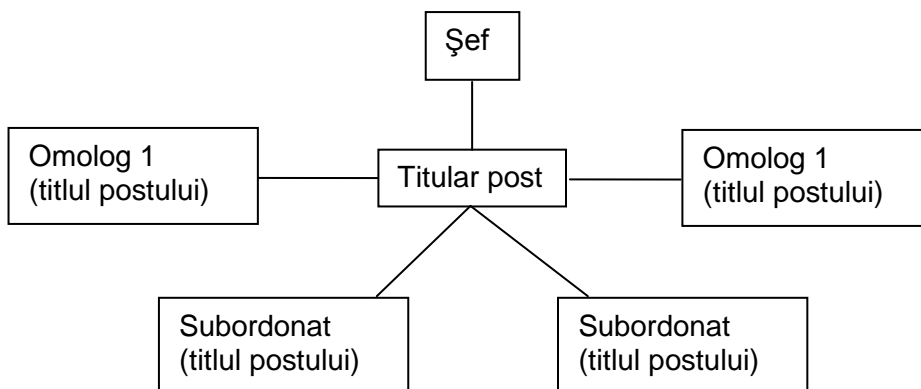 Şef
Omolog 1
(titlul postului)
Titular post
Omolog 1
(titlul postului)
Subordonat
(titlul postului)
Subordonat
(titlul postului)